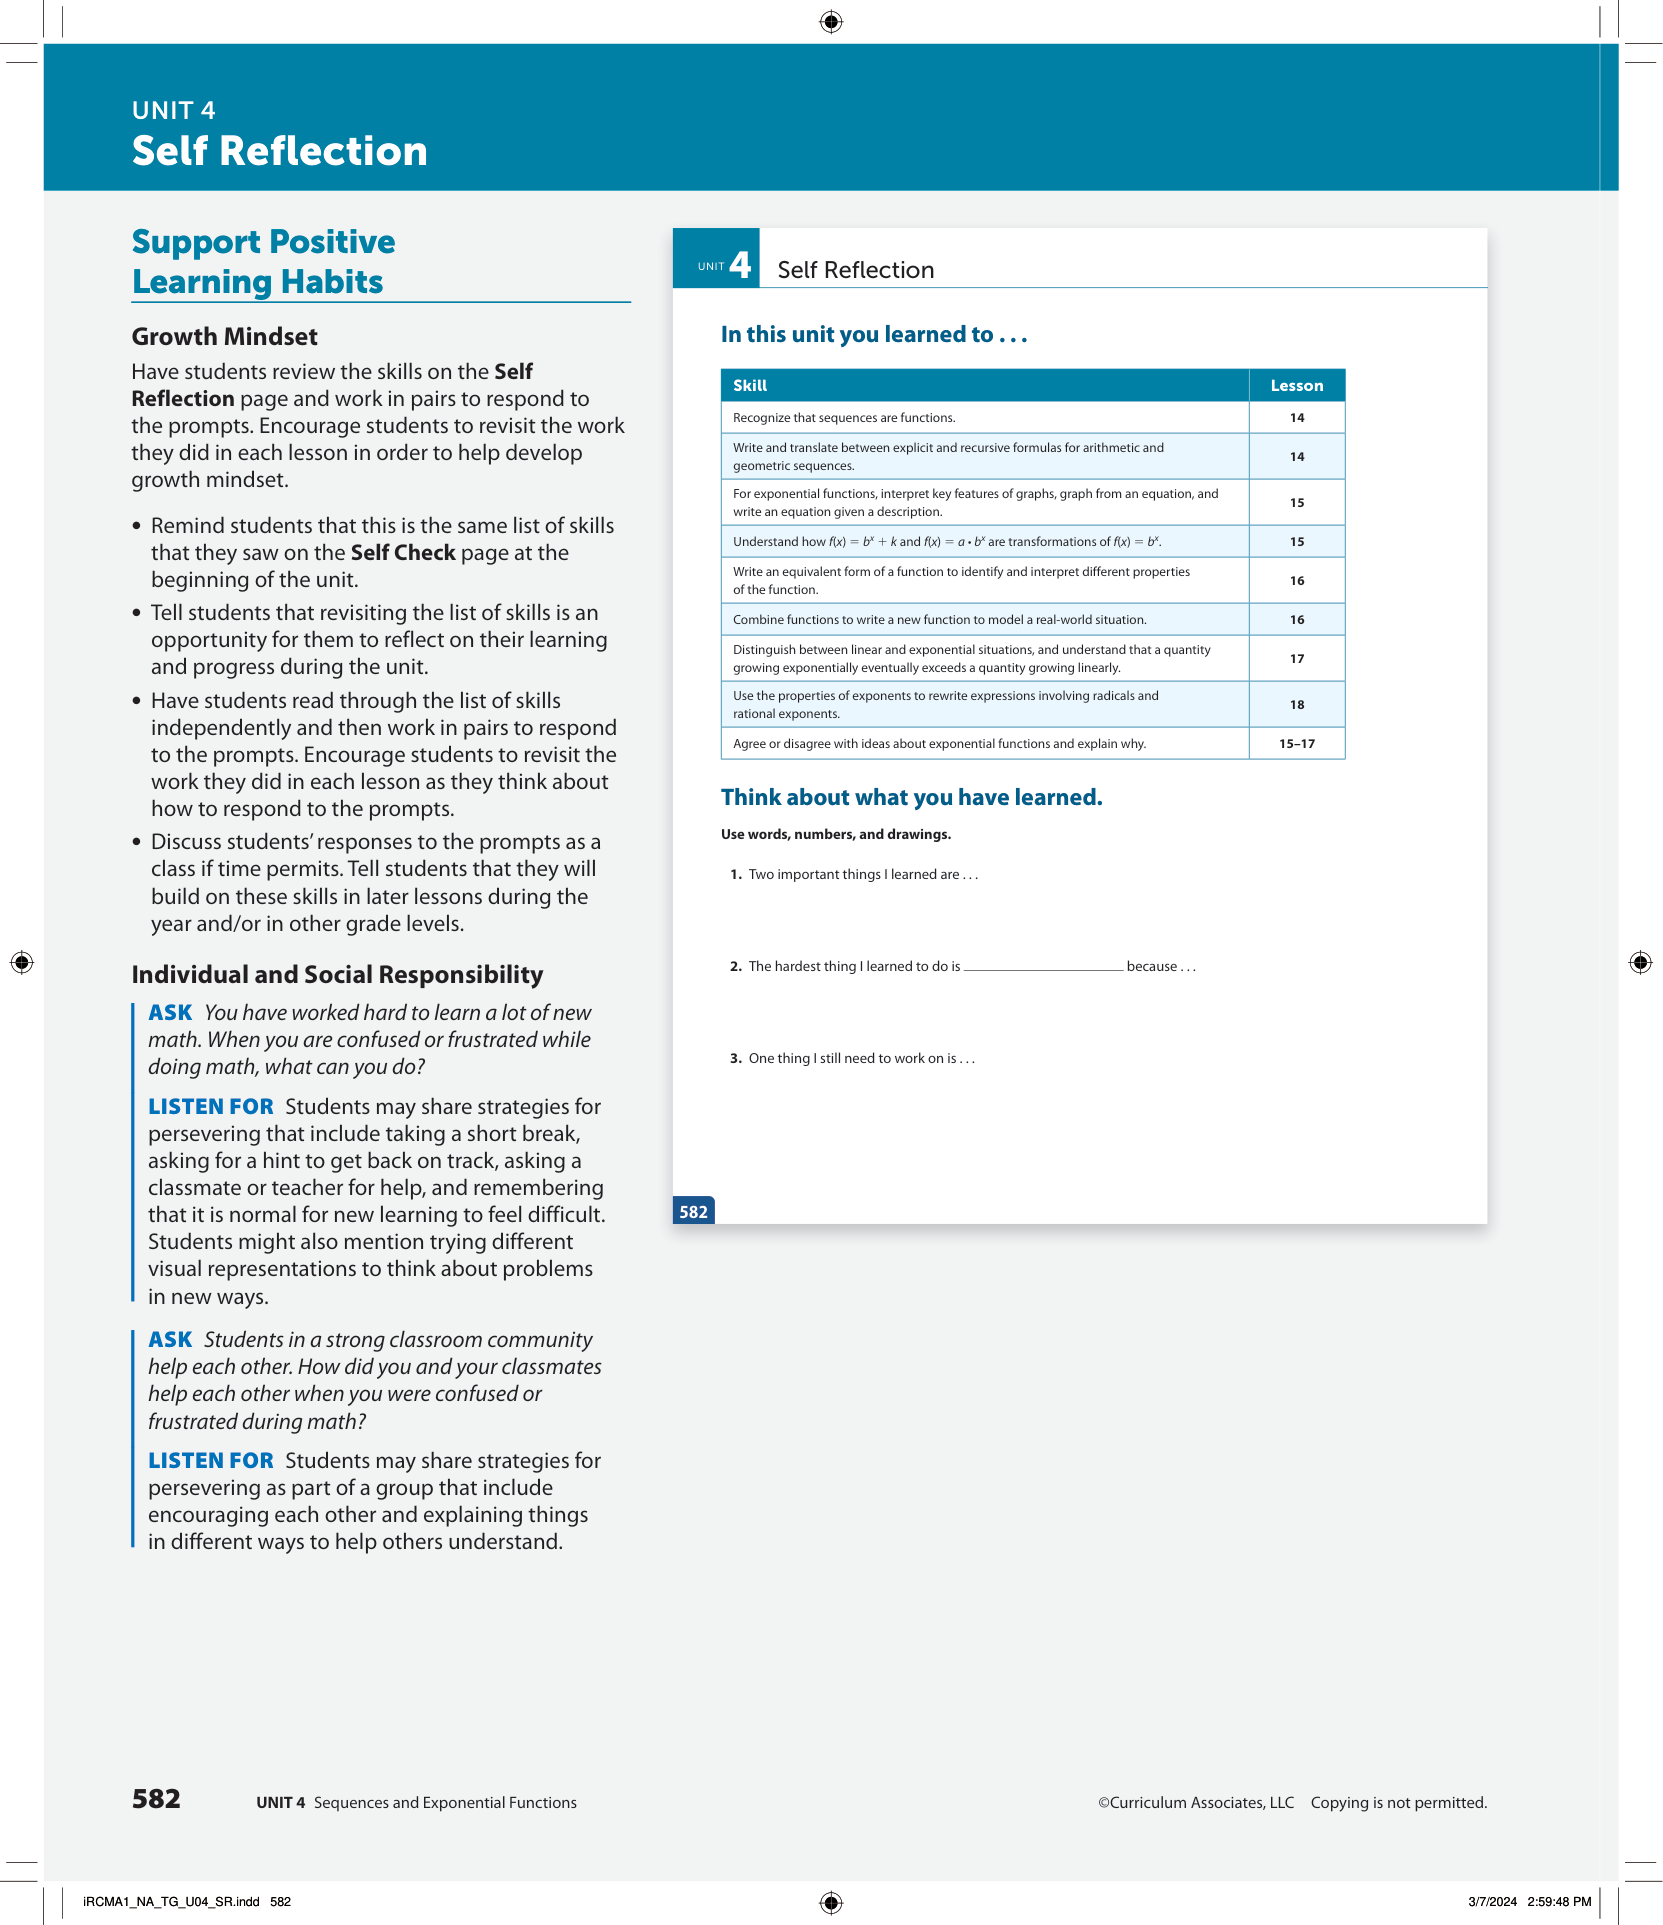 UNIT 4
Self Reflection
Support Positive
Learning Habits
Growth Mindset
Have students review the skills on the Self
Reflection page and work in pairs to respond to
the prompts. Encourage students to revisit the work
they did in each lesson in order to help develop
growth mindset.
• Remind students that this is the same list of skills
that they saw on the Self Check page at the
beginning of the unit.
• Tell students that revisiting the list of skills is an
opportunity for them to reflect on their learning
and progress during the unit.
• Have students read through the list of skills
independently and then work in pairs to respond
to the prompts. Encourage students to revisit the
work they did in each lesson as they think about
how to respond to the prompts.
• Discuss students’ responses to the prompts as a
class if time permits. Tell students that they will
build on these skills in later lessons during the
year and/or in other grade levels.
Individual and Social Responsibility
ASK You have worked hard to learn a lot of new
math. When you are confused or frustrated while
doing math, what can you do?
LISTEN FOR Students may share strategies for
persevering that include taking a short break,
asking for a hint to get back on track, asking a
classmate or teacher for help, and remembering
that it is normal for new learning to feel difficult.
Students might also mention trying different
visual representations to think about problems
in new ways.
ASK Students in a strong classroom community
help each other. How did you and your classmates
help each other when you were confused or
frustrated during math?
LISTEN FOR Students may share strategies for
persevering as part of a group that include
encouraging each other and explaining things
in different ways to help others understand.
UNIT 4 Self Reflection
In this unit you learned to . . .
Skill Lesson
Recognize that sequences are functions. 14
Write and translate between explicit and recursive formulas for arithmetic and
geometric sequences. 14
For exponential functions, interpret key features of graphs, graph from an equation, and
write an equation given a description. 15
Understand how f(x) = bˣ + k and f(x) = a • bˣ are transformations of f(x) = bˣ. 15
Write an equivalent form of a function to identify and interpret different properties
of the function. 16
Combine functions to write a new function to model a real-world situation. 16
Distinguish between linear and exponential situations, and understand that a quantity
growing exponentially eventually exceeds a quantity growing linearly. 17
Use the properties of exponents to rewrite expressions involving radicals and
rational exponents. 18
Agree or disagree with ideas about exponential functions and explain why. 15–17
Think about what you have learned.
Use words, numbers, and drawings.
1. Two important things I learned are . . .
2. The hardest thing I learned to do is ____________ because . . .
3. One thing I still need to work on is . . .
582
582 UNIT 4 Sequences and Exponential Functions ©Curriculum Associates, LLC Copying is not permitted.
iRCMA1_NA_TG_U04_SR.indd 582 3/7/2024 2:59:48 PM